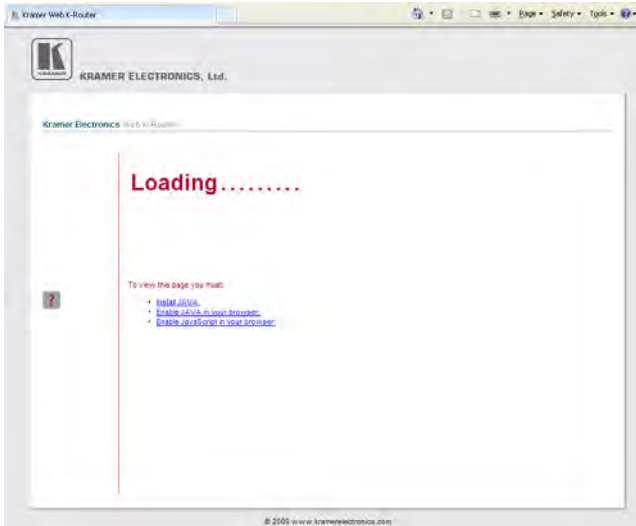 Kramer Web K-Router
Page
Safety
Tools
K
KRAMER
KRAMER ELECTRONICS, Ltd.
Kramer Electronics Web K-Router
Loading.........
To view this page you must:
Install JAVA.
Enable JAVA in your browser.
Enable JavaScript in your browser
?
© 2009 www.kramerelectronics.com